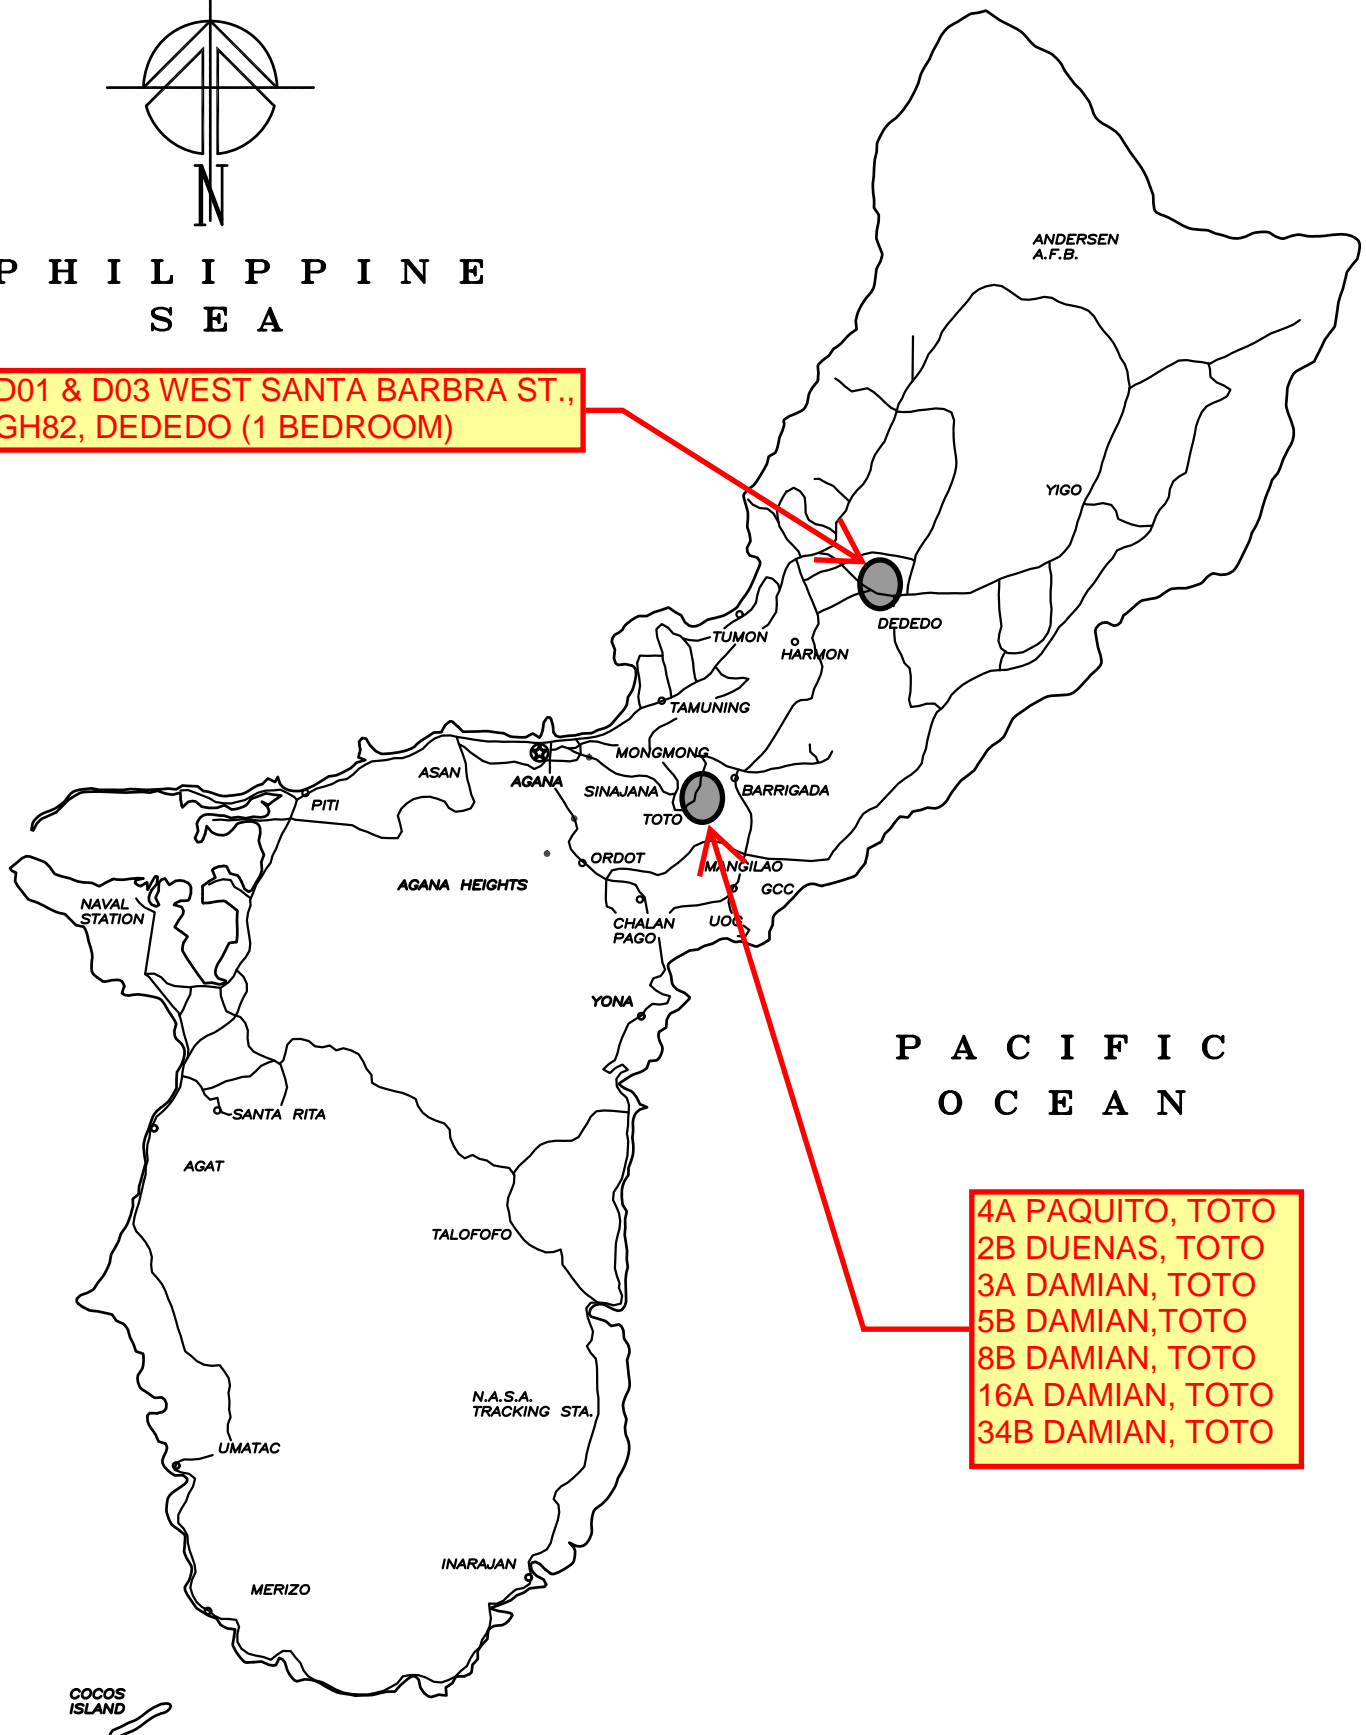 N
PHILIPPINE
SEA
D01 & D03 WEST SANTA BARBRA ST.,
GH82, DEDEDO (1 BEDROOM)
ANDERSEN
A.F.B.
YIGO
DEDEDO
TUMON
HARMON
TAMUNING
MONGMONG
ASAN
AGANA
SINAJANA
BARRIGADA
PITI
TOTO
ORDOT
MANGILAO
AGANA HEIGHTS
GCC
NAVAL
STATION
CHALAN
PAGO
UOG
YONA
PACIFIC
OCEAN
SANTA RITA
AGAT
TALOFOFO
4A PAQUITO, TOTO
2B DUENAS, TOTO
3A DAMIAN, TOTO
5B DAMIAN,TOTO
8B DAMIAN, TOTO
16A DAMIAN, TOTO
34B DAMIAN, TOTO
N.A.S.A.
TRACKING STA.
UMATAC
INARAJAN
MERIZO
COCOS
ISLAND